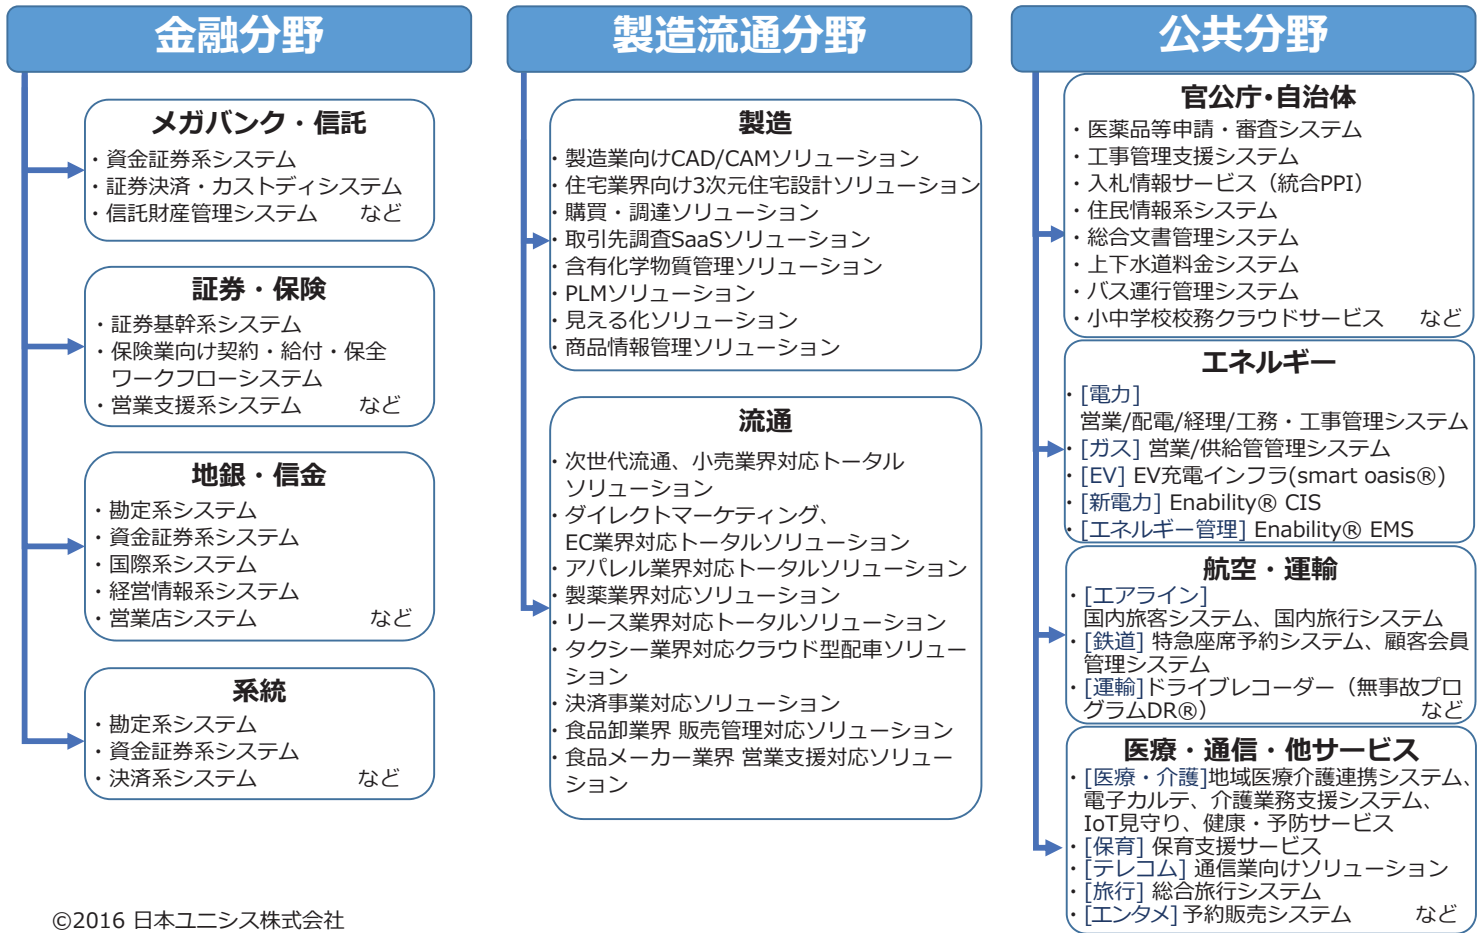 金融分野
メガバンク・信託
・資金証券系システム
・証券決済・カストディシステム
・信託財産管理システム　　など
証券・保険
・証券基幹系システム
・保険業向け契約・給付・保全
ワークフローシステム
・営業支援系システム　　など
地銀・信金
・勘定系システム
・資金証券系システム
・国際系システム
・経営情報系システム
・営業店システム　　など
系統
・勘定系システム
・資金証券系システム
・決済系システム　　など
製造流通分野
製造
・製造業向けCAD/CAMソリューション
・住宅業界向け3次元住宅設計ソリューション
・購買・調達ソリューション
・取引先調査SaaSソリューション
・含有化学物質管理ソリューション
・PLMソリューション
・見える化ソリューション
・商品情報管理ソリューション
流通
・次世代流通、小売業界対応トータル
ソリューション
・ダイレクトマーケティング、
EC業界対応トータルソリューション
・アパレル業界対応トータルソリューション
・製薬業界対応ソリューション
・リース業界対応トータルソリューション
・タクシー業界対応クラウド型配車ソリュー
ション
・決済事業対応ソリューション
・食品卸業界 販売管理対応ソリューション
・食品メーカー業界 営業支援対応ソリュー
ション
公共分野
官公庁・自治体
・医薬品等申請・審査システム
・工事管理支援システム
・入札情報サービス（統合PPI）
・住民情報系システム
・総合文書管理システム
・上下水道料金システム
・バス運行管理システム
・小中学校校務クラウドサービス　　など
エネルギー
・[電力]
営業/配電/経理/工務・工事管理システム
・[ガス] 営業/供給管管理システム
・[EV] EV充電インフラ(smart oasis®)
・[新電力] Enability® CIS
・[エネルギー管理] Enability® EMS
航空・運輸
・[エアライン]
国内旅客システム、国内旅行システム
・[鉄道] 特急座席予約システム、顧客会員
管理システム
・[運輸]ドライブレコーダー（無事故プロ
グラムDR®）　　など
医療・通信・他サービス
・[医療・介護]地域医療介護連携システム、
電子カルテ、介護業務支援システム、
IoT見守り、健康・予防サービス
・[保育] 保育支援サービス
・[テレコム] 通信業向けソリューション
・[旅行] 総合旅行システム
・[エンタメ] 予約販売システム　　など
©2016 日本ユニシス株式会社